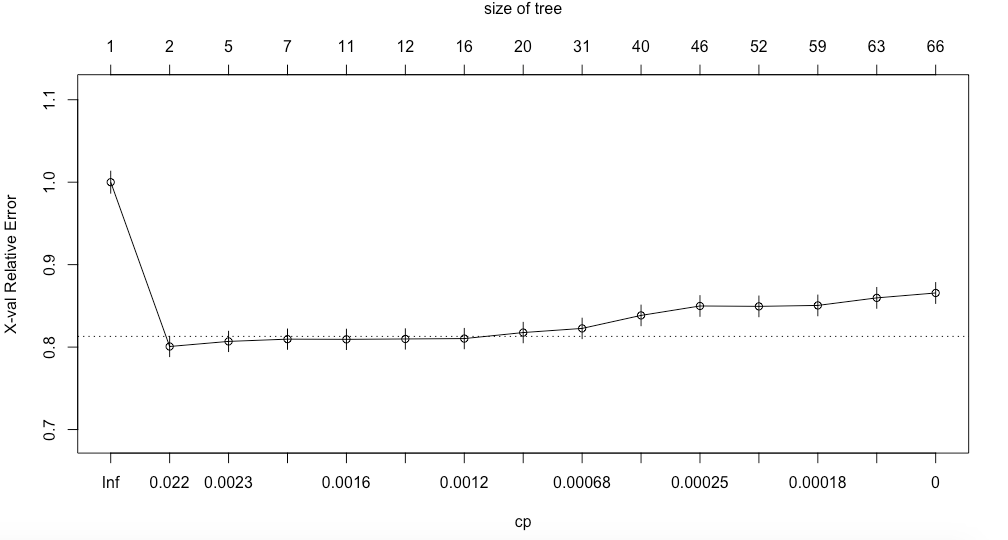 size of tree
1 2 5 7 11 12 16 20 31 40 46 52 59 63 66
1.1
1.0
0.9
0.8
0.7
X-val Relative Error
Inf 0.022 0.0023 0.0016 0.0012 0.00068 0.00025 0.00018 0
cp